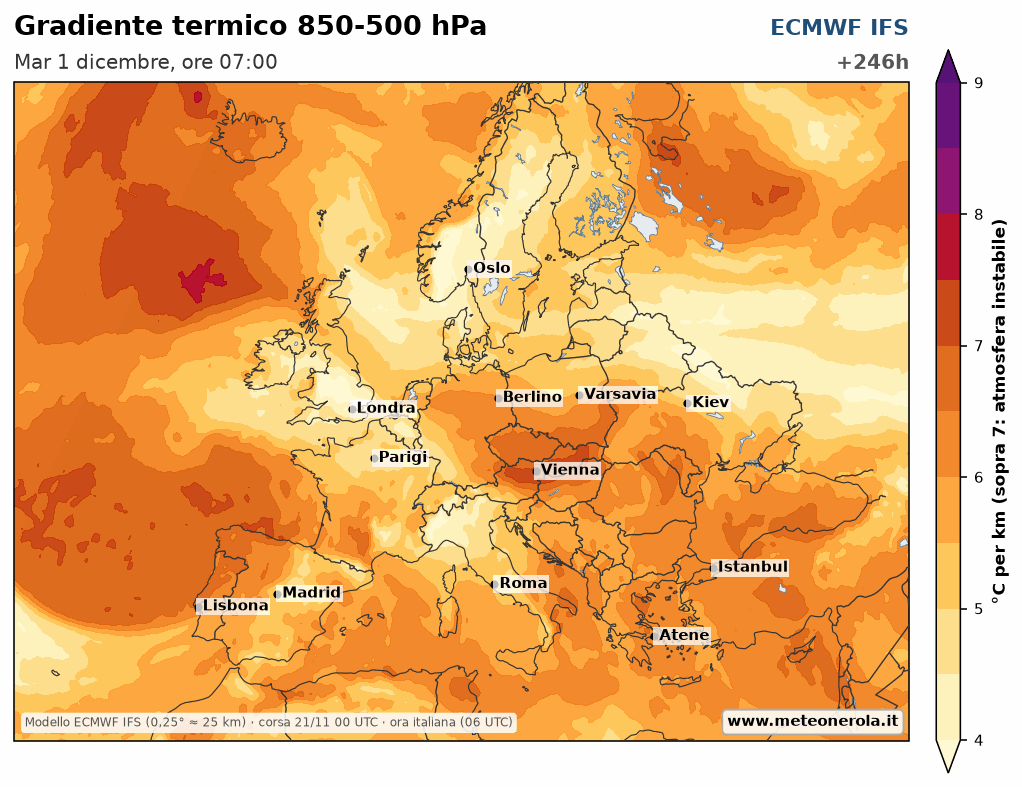 Gradiente termico 850-500 hPa
ECMWF IFS
Mar 1 dicembre, ore 07:00
+246h
Oslo
Londra
Berlino
Varsavia
Kiev
Parigi
Vienna
Istanbul
Roma
Madrid
Lisbona
Atene
Modello ECMWF IFS (0,25° ≈ 25 km) · corsa 21/11 00 UTC · ora italiana (06 UTC)
www.meteonerola.it
9
8
7
6
5
4
°C per km (sopra 7: atmosfera instabile)